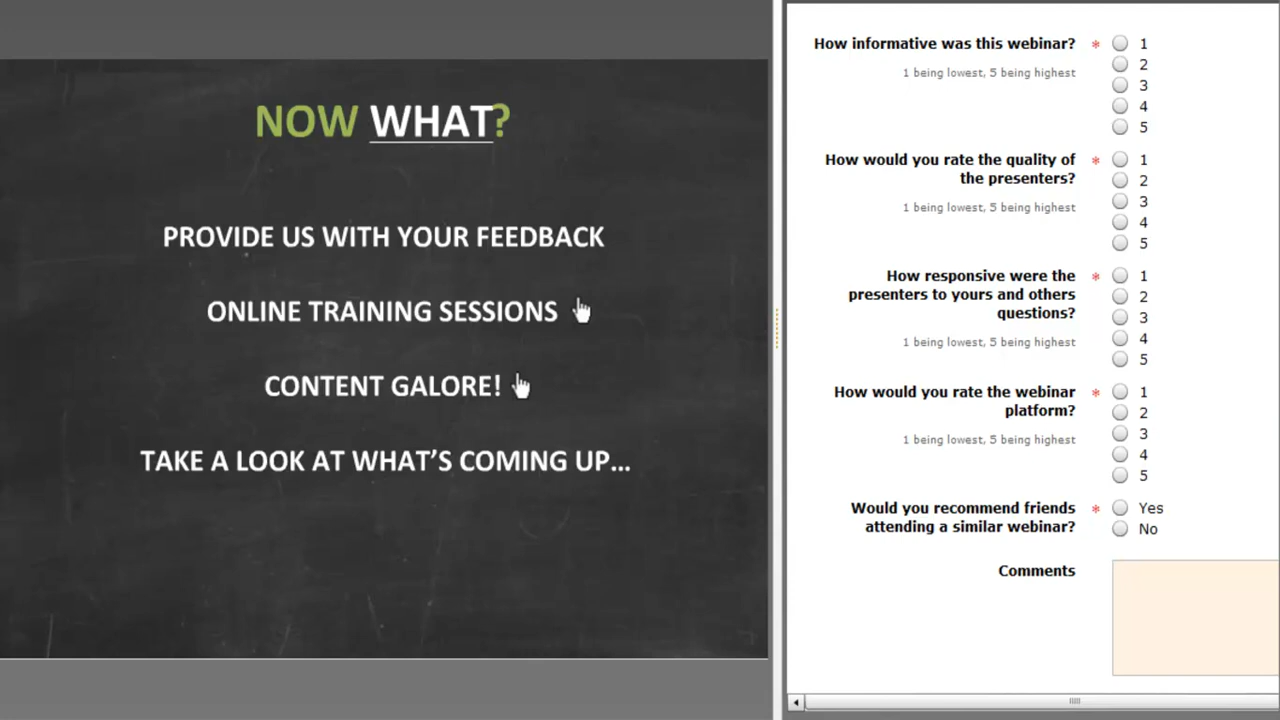 NOW WHAT?
PROVIDE US WITH YOUR FEEDBACK
ONLINE TRAINING SESSIONS
CONTENT GALORE!
TAKE A LOOK AT WHAT'S COMING UP...
How informative was this webinar? *
1 being lowest, 5 being highest
1
2
3
4
5
How would you rate the quality of
the presenters? *
1 being lowest, 5 being highest
1
2
3
4
5
How responsive were the
presenters to yours and others
questions? *
1 being lowest, 5 being highest
1
2
3
4
5
How would you rate the webinar
platform? *
1 being lowest, 5 being highest
1
2
3
4
5
Would you recommend friends
attending a similar webinar? *
Yes
No
Comments